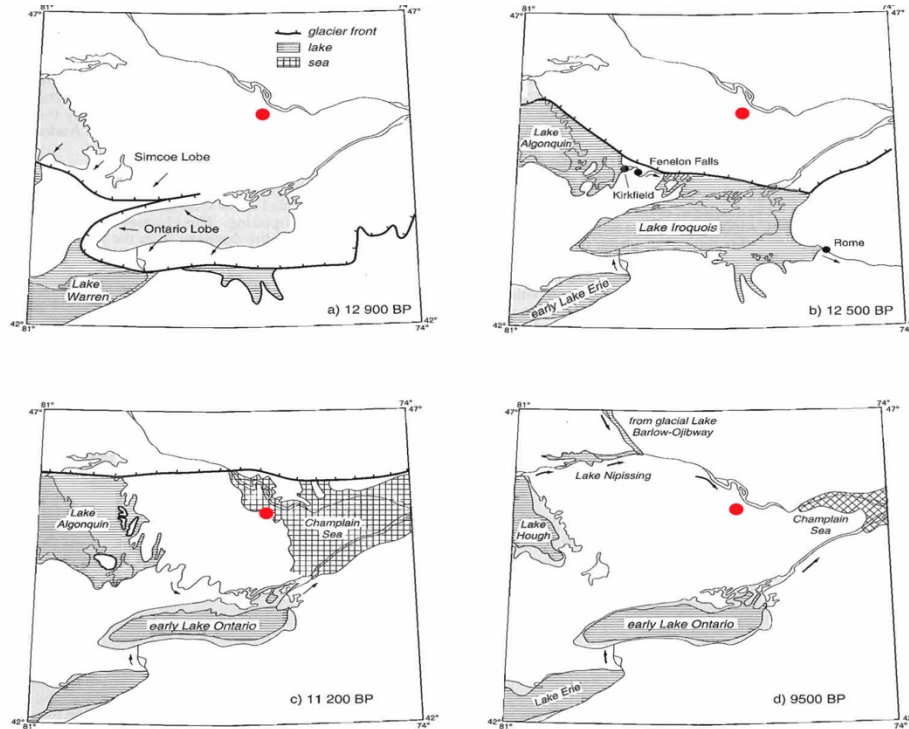 47°
glacier front
lake
sea
Simcoe Lobe
Ontario Lobe
Lake
Warren
a) 12 900 BP
42°
81°
42°
74°
81°
47°
74°
47°
Lake
Algonquin
Fenelon Falls
Kirkfield
Lake Iroquois
Rome
early Lake Erie
b) 12 500 BP
42°
81°
42°
74°
81°
47°
74°
47°
Lake
Algonquin
Champlain
Sea
early Lake Ontario
c) 11 200 BP
42°
81°
42°
74°
81°
47°
74°
47°
from glacial Lake
Barlow-Ojibway
Lake Nipissing
Lake
Hough
Champlain
Sea
early Lake Ontario
Lake Erie
d) 9500 BP
42°
81°
42°
74°